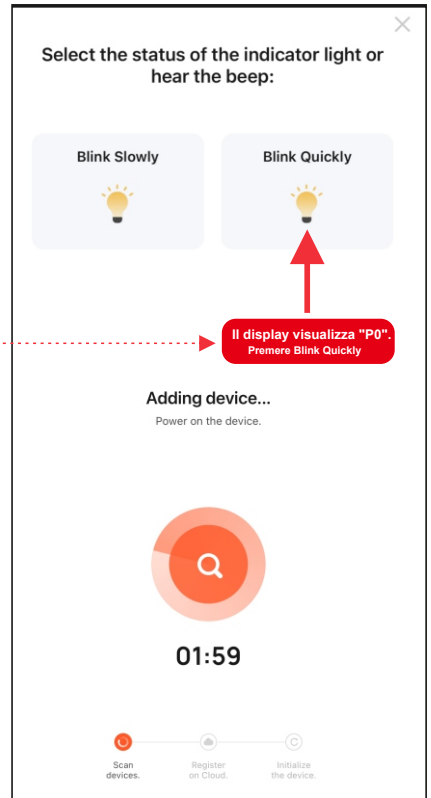 Select the status of the indicator light or
hear the beep:
Blink Slowly
Blink Quickly
Il display visualizza "P0".
Premere Blink Quickly
Adding device...
Power on the device.
01:59
Scan
devices.
Register
on Cloud.
Initialize
the device.